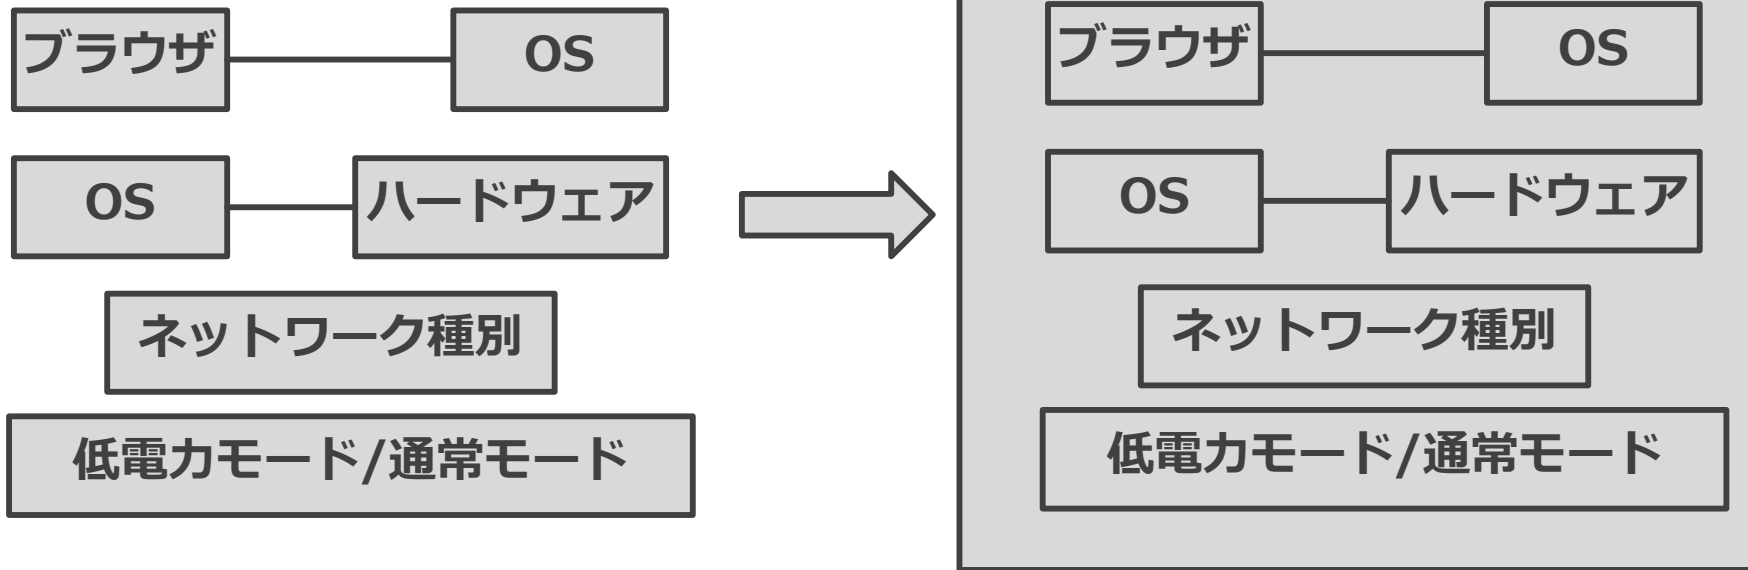 ブラウザ
OS
OS
ハードウェア
ネットワーク種別
低電力モード/通常モード
ブラウザ
OS
OS
ハードウェア
ネットワーク種別
低電力モード/通常モード